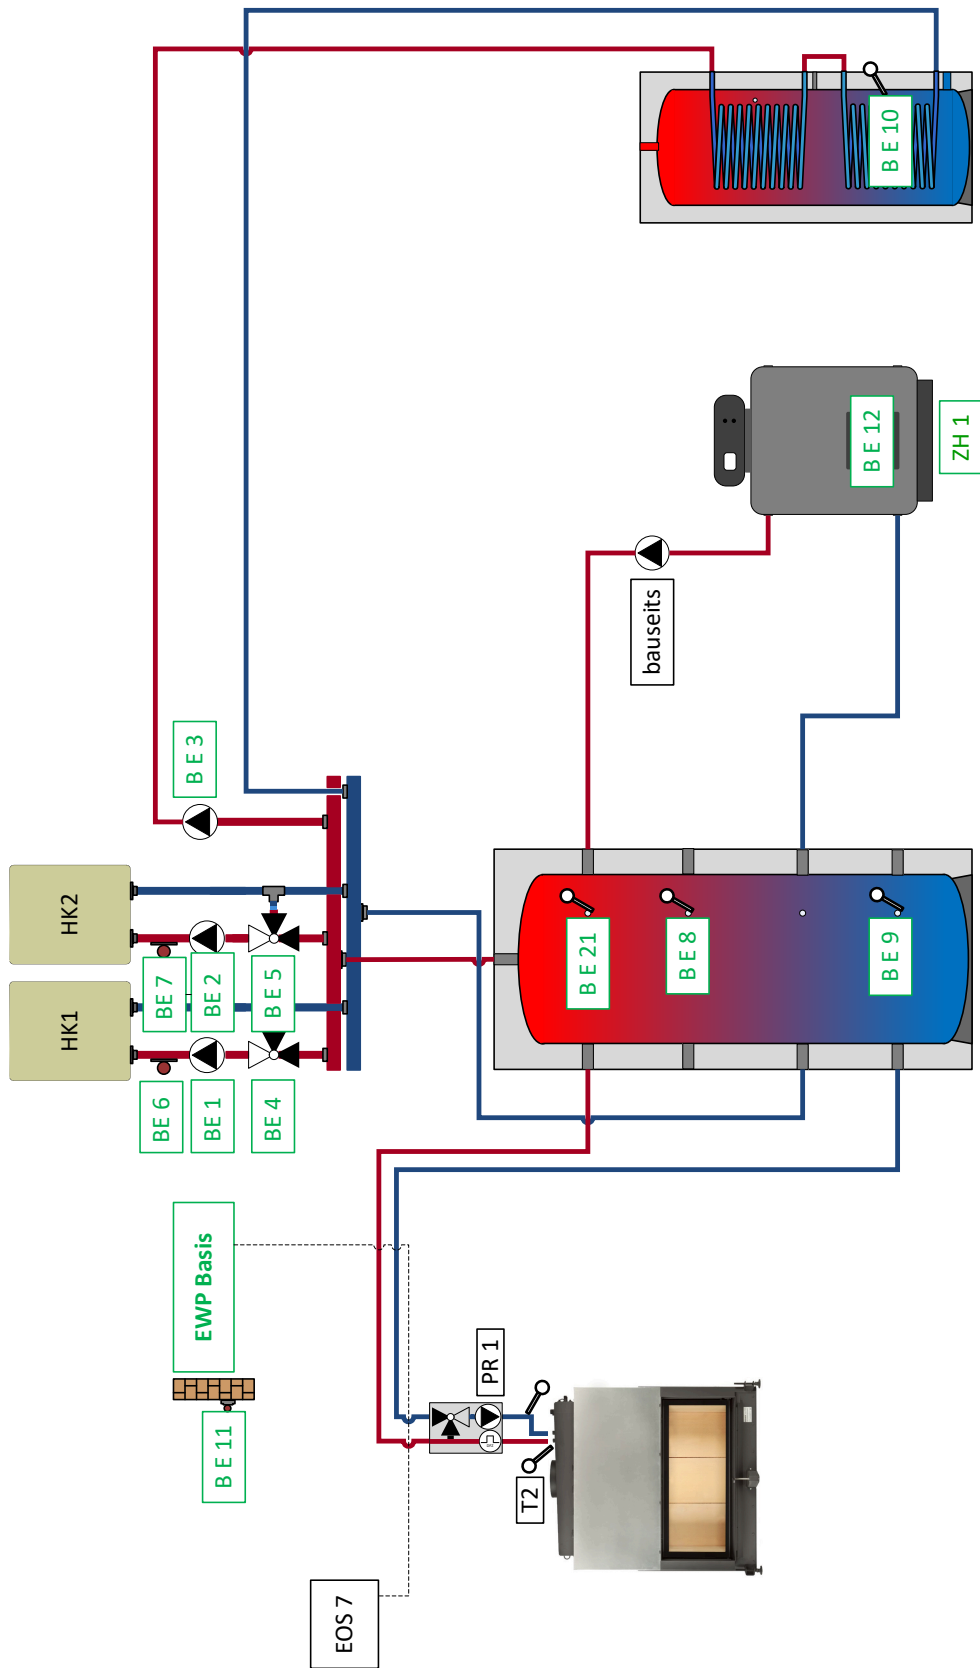 B E 10
B E 12
ZH 1
bauseits
B E 3
HK2
HK1
BE 7
BE 2
B E 5
BE 6
BE 1
BE 4
B E 21
B E 8
B E 9
EWP Basis
B E 11
PR 1
T2
EOS 7